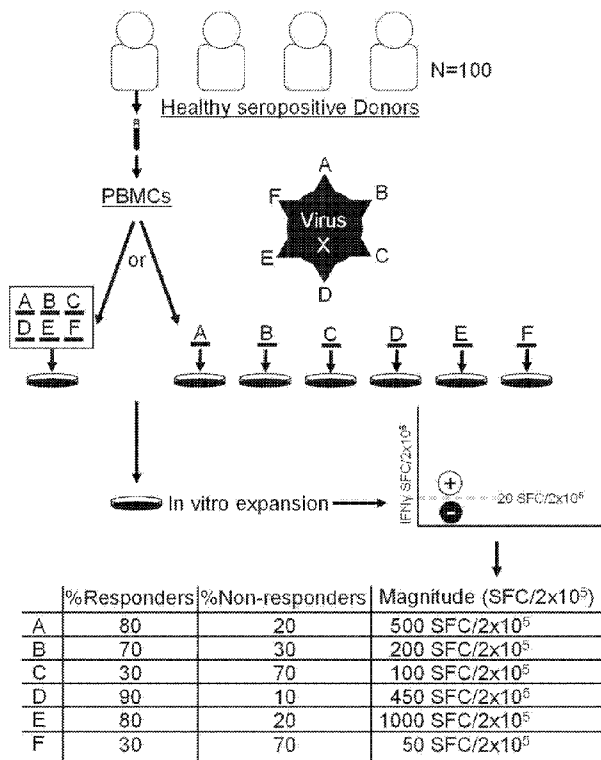 N=100
Healthy seropositive Donors
PBMCs
or
A
F B
Virus
X
E C
D
A B C
D E F
A B C D E F
In vitro expansion
IFNγ SFC/2x10⁵
+
-
20 SFC/2x10⁵
%Responders %Non-responders Magnitude (SFC/2x10⁵)
A 80 20 500 SFC/2x10⁵
B 70 30 200 SFC/2x10⁵
C 30 70 100 SFC/2x10⁵
D 90 10 450 SFC/2x10⁵
E 80 20 1000 SFC/2x10⁵
F 30 70 50 SFC/2x10⁵